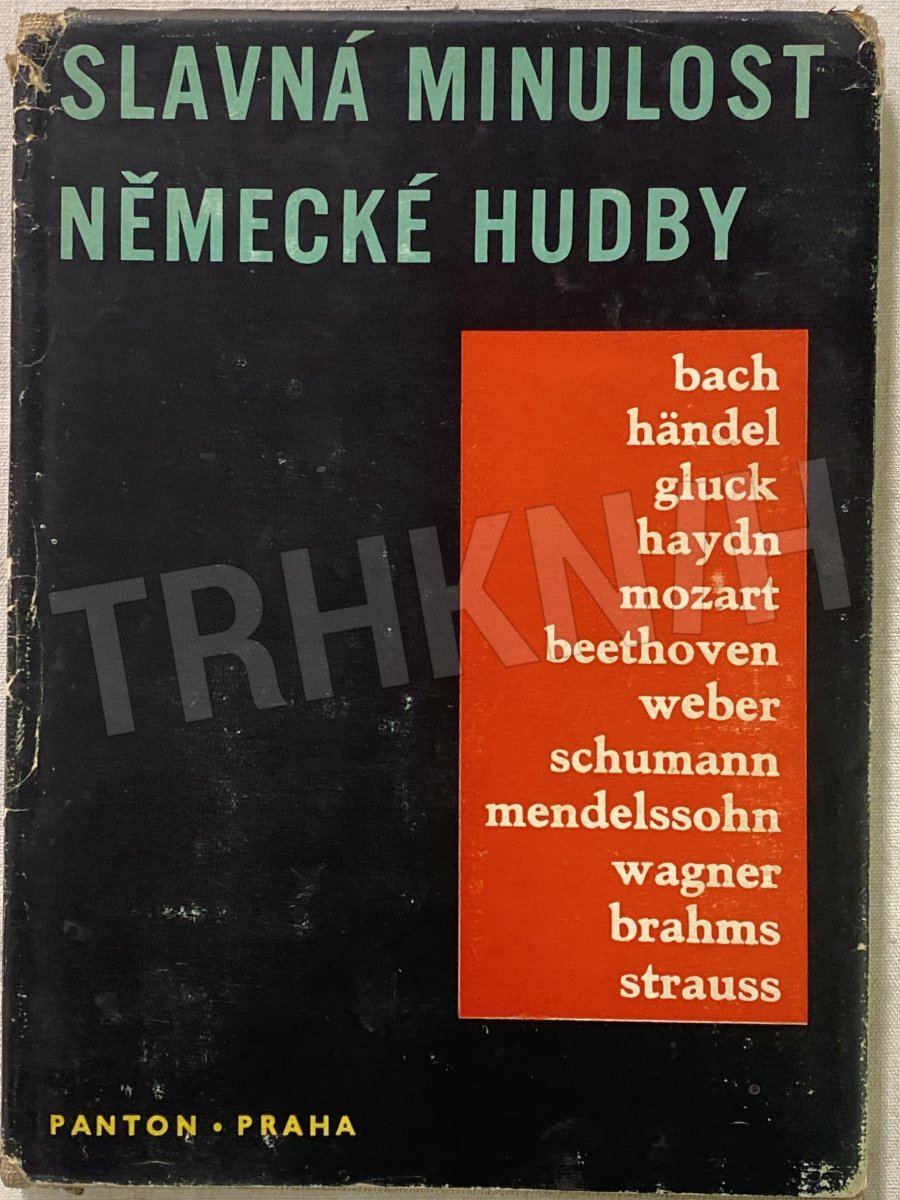 SLAVNÁ MINULOST
NĚMECKÉ HUDBY
bach
händel
gluck
haydn
mozart
beethoven
weber
schumann
mendelssohn
wagner
brahms
strauss
TRHKNIH
PANTON • PRAHA